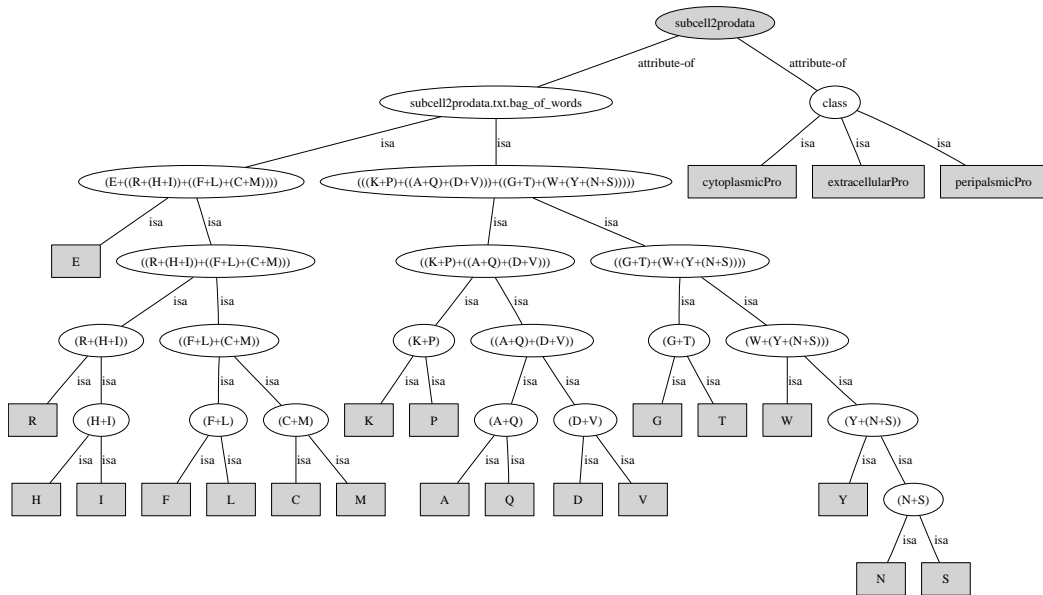 subcell2prodata
attribute-of attribute-of
subcell2prodata.txt.bag_of_words class
isa isa isa isa isa
(E+((R+(H+I))+((F+L)+(C+M)))) (((K+P)+((A+Q)+(D+V)))+((G+T)+(W+(Y+(N+S))))) cytoplasmicPro extracellularPro peripalsmicPro
isa isa isa isa
E ((R+(H+I))+((F+L)+(C+M))) ((K+P)+((A+Q)+(D+V))) ((G+T)+(W+(Y+(N+S))))
isa isa isa isa isa isa
(R+(H+I)) ((F+L)+(C+M)) (K+P) ((A+Q)+(D+V)) (G+T) (W+(Y+(N+S)))
isa isa isa isa isa isa isa isa isa isa isa isa
R (H+I) (F+L) (C+M) K P (A+Q) (D+V) G T W (Y+(N+S))
isa isa isa isa isa isa isa isa isa isa isa isa
H I F L C M A Q D V Y (N+S)
isa isa
N S